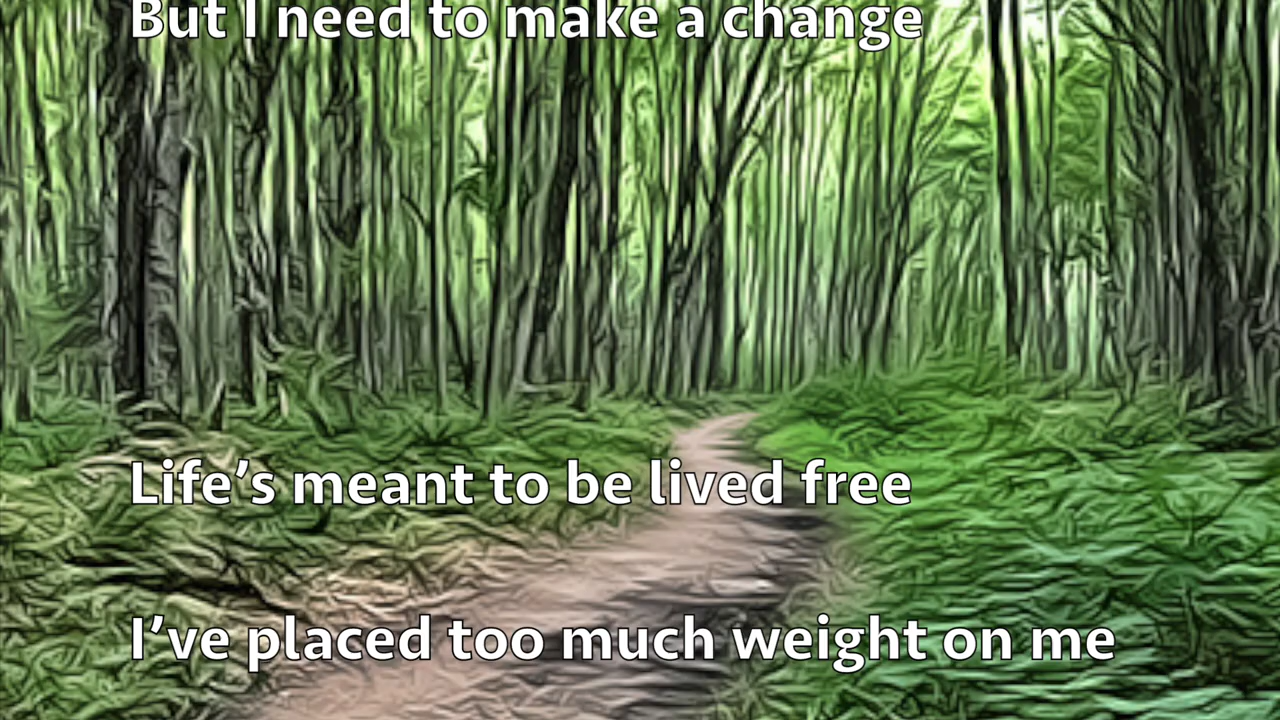 But I need to make a change
Life’s meant to be lived free
I’ve placed too much weight on me